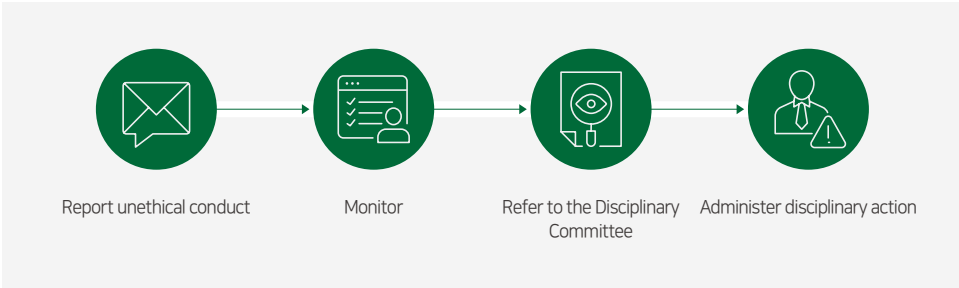 Report unethical conduct
Monitor
Refer to the Disciplinary
Committee
Administer disciplinary action